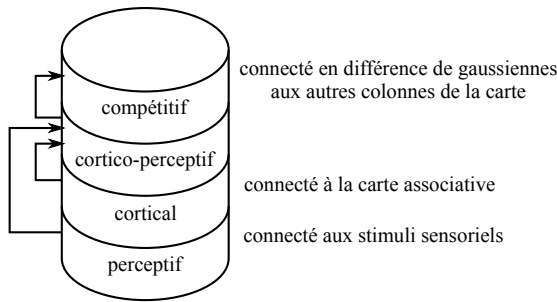 connecté en différence de gaussiennes
aux autres colonnes de la carte
compétitif
cortico-perceptif
connecté à la carte associative
cortical
connecté aux stimuli sensoriels
perceptif